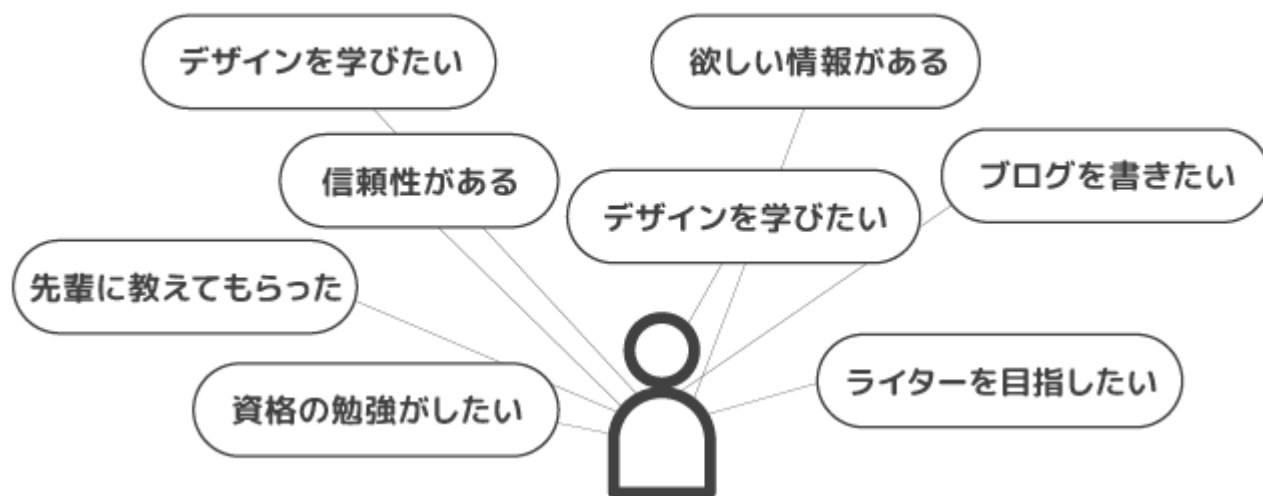 デザインを学びたい
欲しい情報がある
信頼性がある
ブログを書きたい
デザインを学びたい
先輩に教えてもらった
ライターを目指したい
資格の勉強がしたい